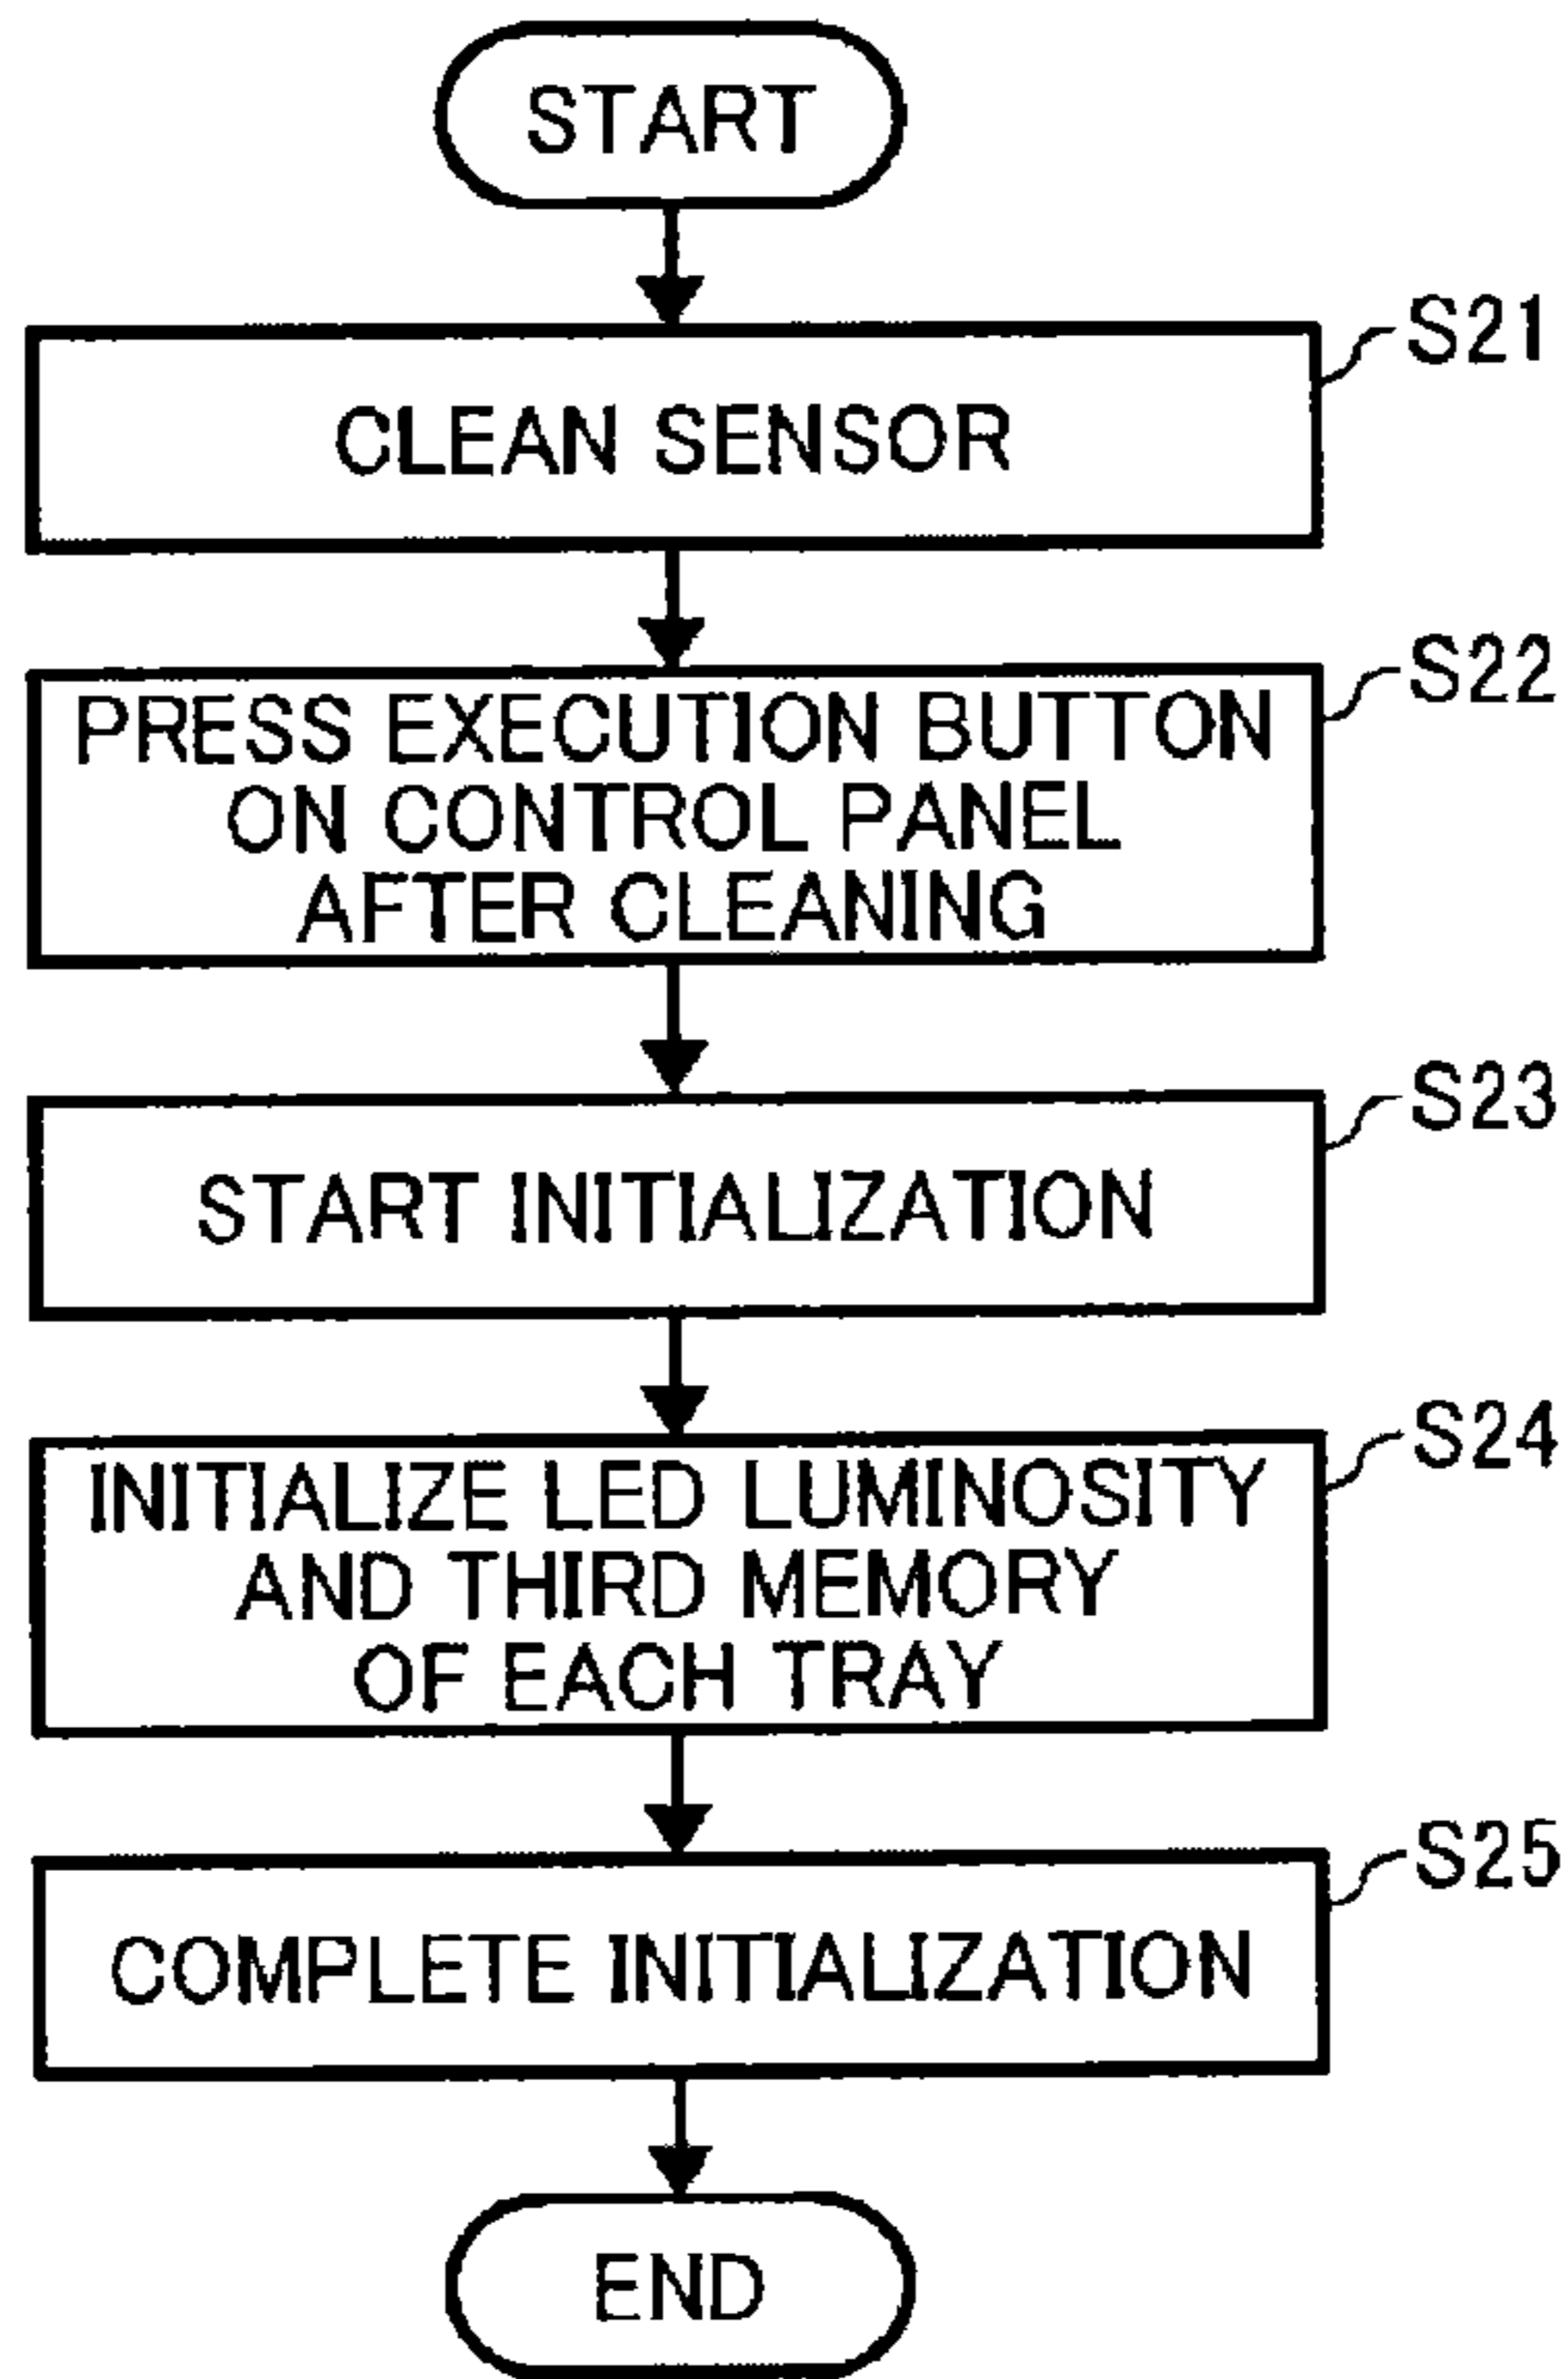 START
S21
CLEAN SENSOR
S22
PRESS EXECUTION BUTTON
ON CONTROL PANEL
AFTER CLEANING
S23
START INITIALIZATION
S24
INITIALIZE LED LUMINOSITY
AND THIRD MEMORY
OF EACH TRAY
S25
COMPLETE INITIALIZATION
END